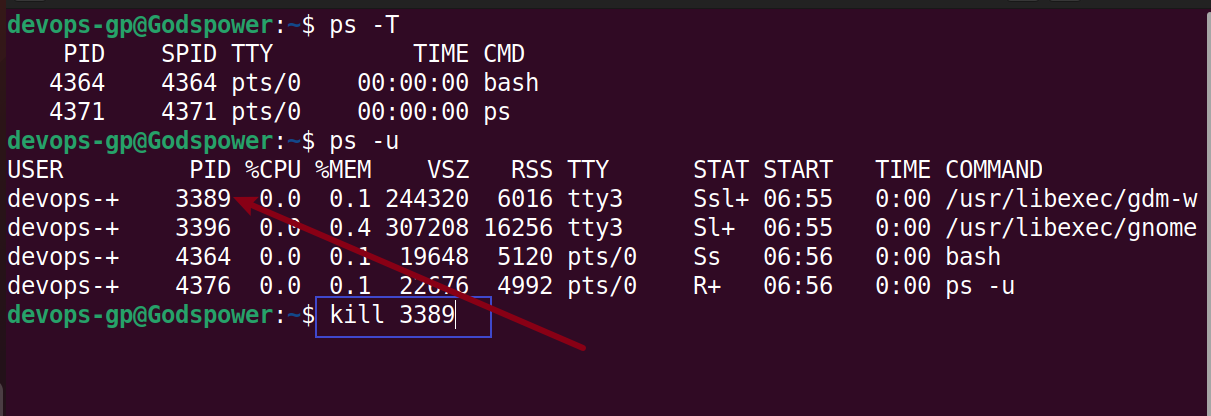 devops-gp@Godspower:~$ ps -T
    PID    SPID TTY          TIME CMD
   4364    4364 pts/0    00:00:00 bash
   4371    4371 pts/0    00:00:00 ps
devops-gp@Godspower:~$ ps -u
USER         PID %CPU %MEM    VSZ   RSS TTY      STAT START   TIME COMMAND
devops-+    3389  0.0  0.1 244320  6016 tty3     Ssl+ 06:55   0:00 /usr/libexec/gdm-w
devops-+    3396  0.0  0.4 307208 16256 tty3     Sl+  06:55   0:00 /usr/libexec/gnome
devops-+    4364  0.0  0.1  19648  5120 pts/0    Ss   06:56   0:00 bash
devops-+    4376  0.0  0.1  22676  4992 pts/0    R+   06:56   0:00 ps -u
devops-gp@Godspower:~$ kill 3389